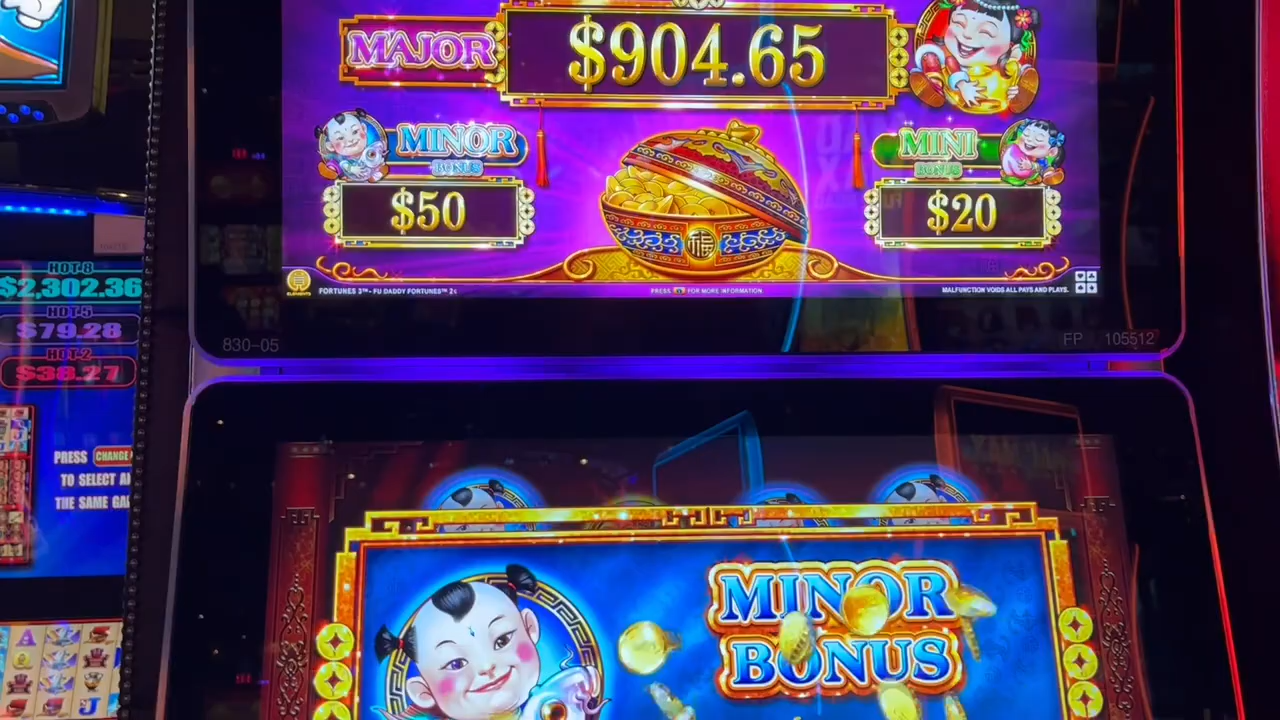 MAJOR
$904.65
MINOR
BONUS
$50
MINI
BONUS
$20
福
ELEMENTS
FORTUNES 3™- FU DADDY FORTUNES™ 2¢
PRESS FOR MORE INFORMATION
MALFUNCTION VOIDS ALL PAYS AND PLAYS.
830-05
FP 105512
HOT-8
$2,302.36
HOT-5
$79.28
HOT-2
$38.27
PRESS CHANGE
TO SELECT
THE SAME
MINOR
BONUS